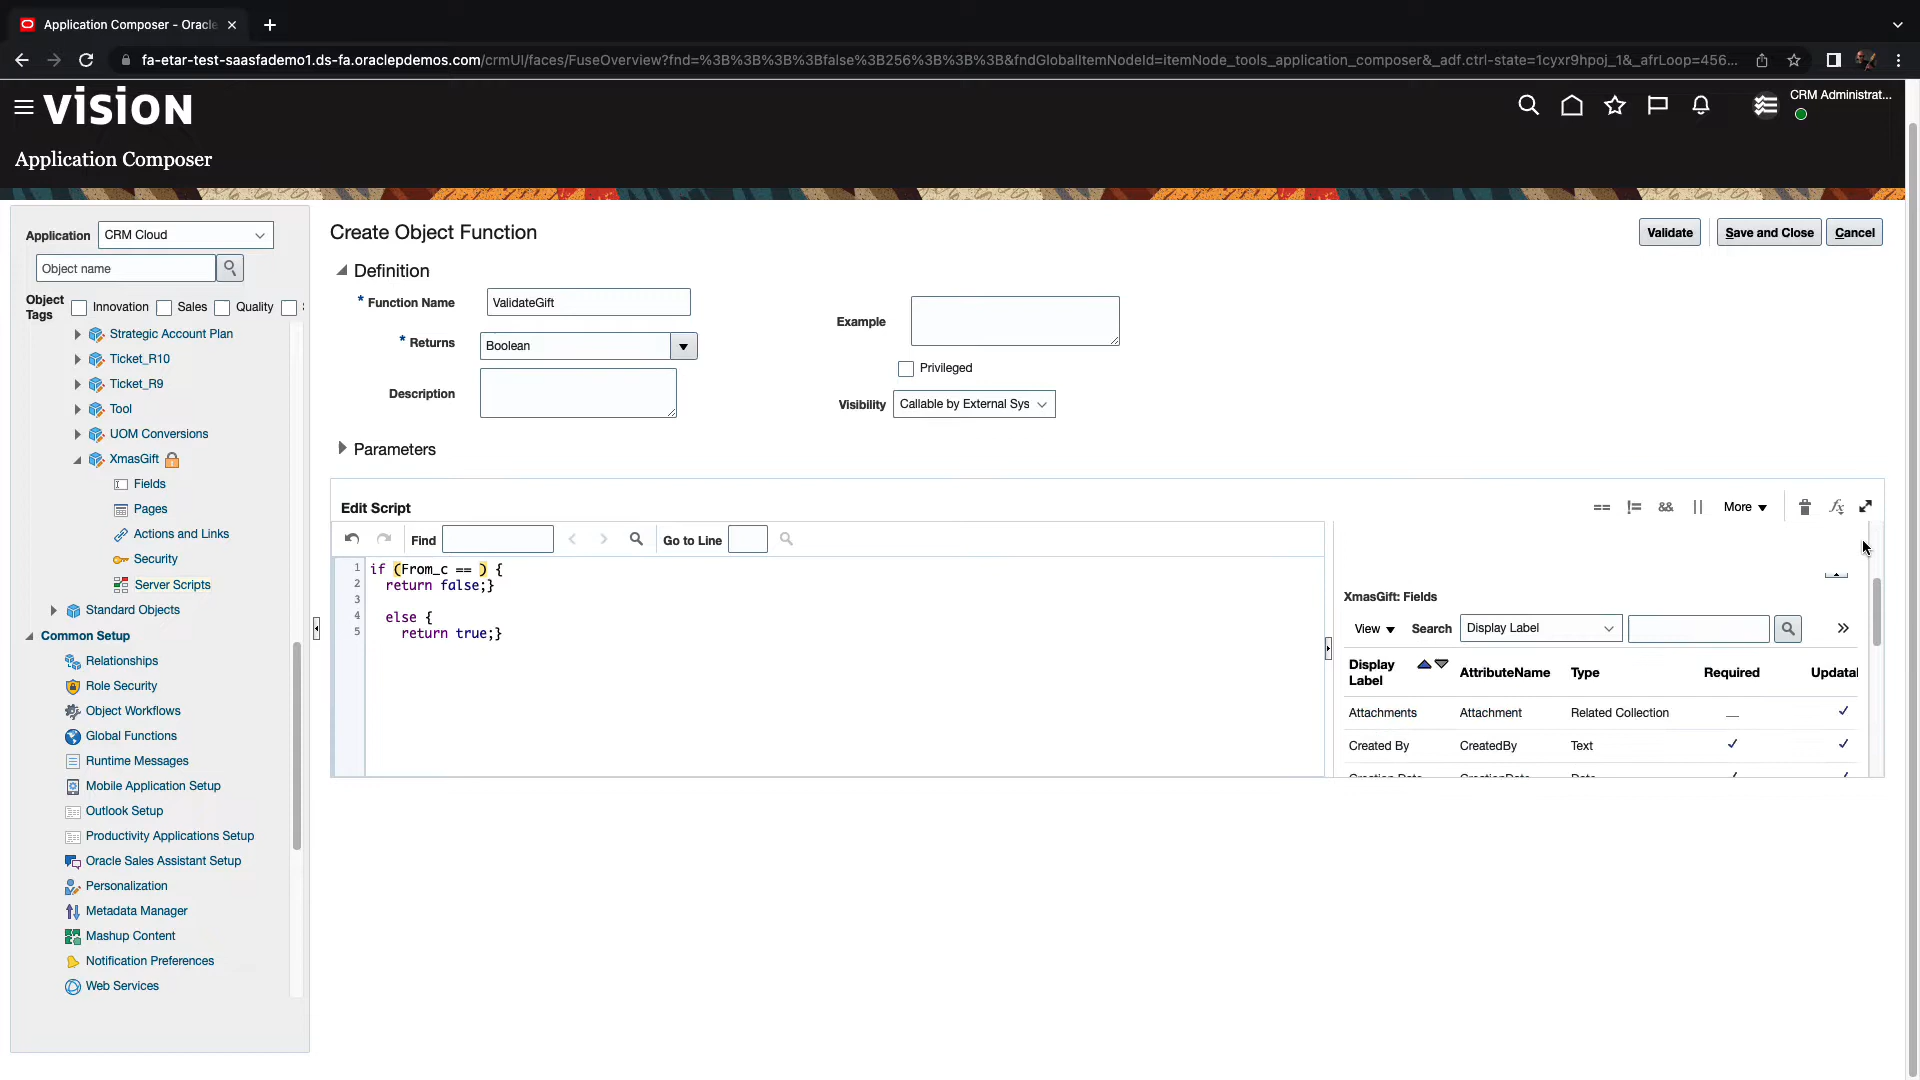 Application Composer - Oracle
fa-etar-test-saasfademo1.ds-fa.oraclepdemos.com/crmUI/faces/FuseOverview?fnd=%3B%3B%3B%3Bfalse%3B256%3B%3B%3B&fndGlobalItemNodeId=itemNode_tools_application_composer&_adf.ctrl-state=1cyxr9hpoj_1&_afrLoop=456...
VISION
CRM Administrat...
Application Composer
Application
CRM Cloud
Object name
Object Tags
Innovation
Sales
Quality
Strategic Account Plan
Ticket_R10
Ticket_R9
Tool
UOM Conversions
XmasGift
Fields
Pages
Actions and Links
Security
Server Scripts
Standard Objects
Common Setup
Relationships
Role Security
Object Workflows
Global Functions
Runtime Messages
Mobile Application Setup
Outlook Setup
Productivity Applications Setup
Oracle Sales Assistant Setup
Personalization
Metadata Manager
Mashup Content
Notification Preferences
Web Services
Create Object Function
Validate
Save and Close
Cancel
Definition
* Function Name
ValidateGift
* Returns
Boolean
Description
Example
Privileged
Visibility
Callable by External Sys
Parameters
Edit Script
== != && || More
Find
Go to Line
1 if (From_c == ) {
2 return false;}
3
4 else {
5 return true;}
XmasGift: Fields
View
Search
Display Label
Display Label AttributeName Type Required Updatal
Attachments Attachment Related Collection
Created By CreatedBy Text